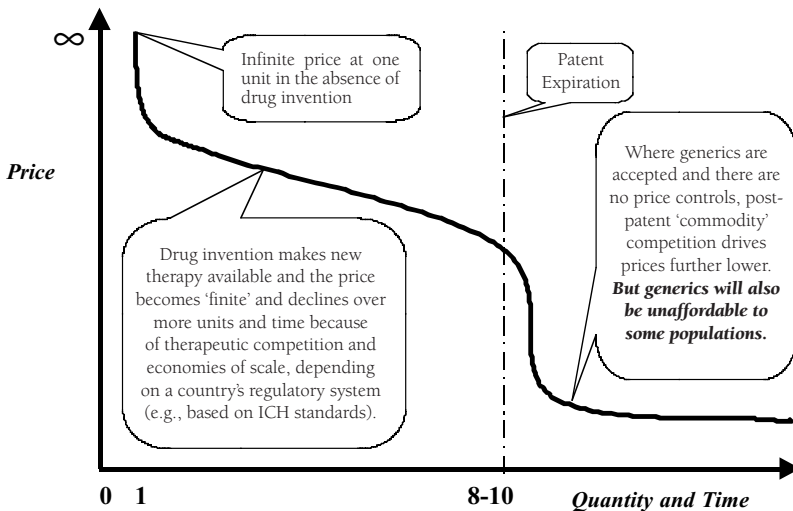 ∞
Infinite price at one
unit in the absence of
drug invention
Patent
Expiration
Price
Where generics are
accepted and there are
no price controls, post-
patent ‘commodity’
competition drives
prices further lower.
But generics will also
be unaffordable to
some populations.
Drug invention makes new
therapy available and the price
becomes ‘finite’ and declines over
more units and time because
of therapeutic competition and
economies of scale, depending
on a country’s regulatory system
(e.g., based on ICH standards).
0 1 8-10 Quantity and Time